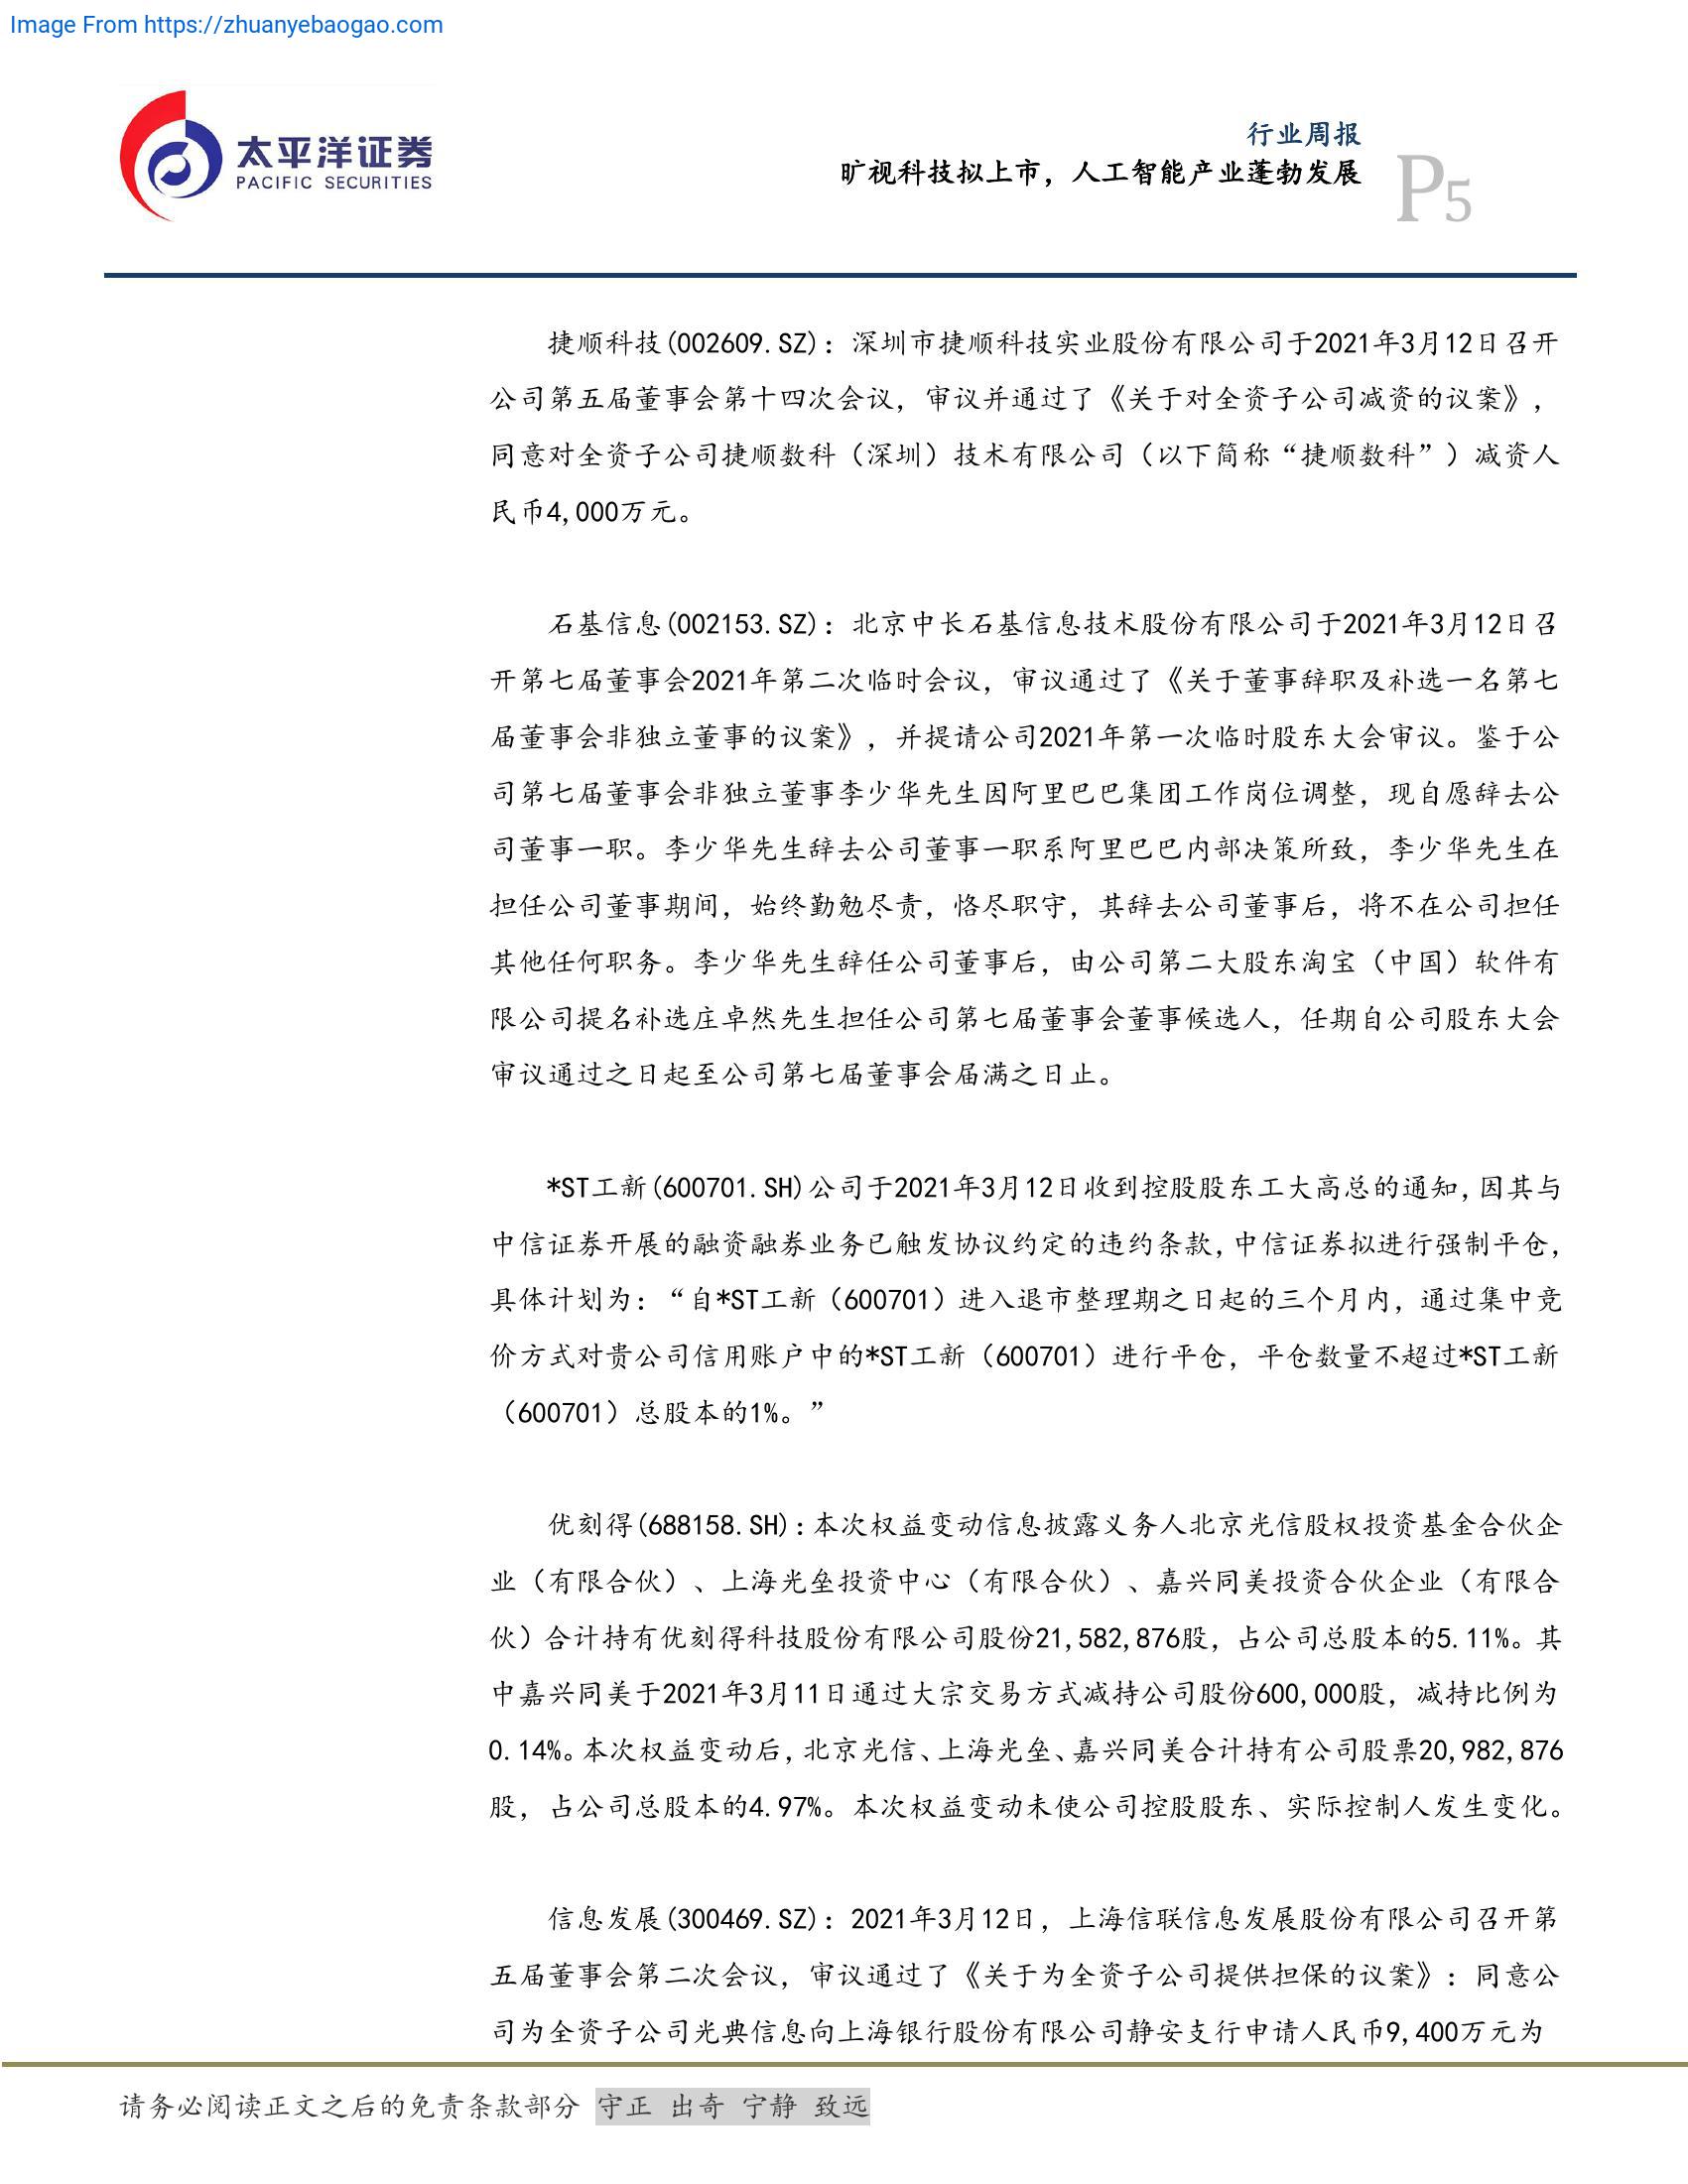 Image From https://zhuanyebaogao.com
太平洋证券
PACIFIC SECURITIES
行业周报
旷视科技拟上市，人工智能产业蓬勃发展
P5
捷顺科技(002609.SZ)：深圳市捷顺科技实业股份有限公司于2021年3月12日召开
公司第五届董事会第十四次会议，审议并通过了《关于对全资子公司减资的议案》，
同意对全资子公司捷顺数科（深圳）技术有限公司（以下简称“捷顺数科”）减资人
民币4,000万元。
石基信息(002153.SZ)：北京中长石基信息技术股份有限公司于2021年3月12日召
开第七届董事会2021年第二次临时会议，审议通过了《关于董事辞职及补选一名第七
届董事会非独立董事的议案》，并提请公司2021年第一次临时股东大会审议。鉴于公
司第七届董事会非独立董事李少华先生因阿里巴巴集团工作岗位调整，现自愿辞去公
司董事一职。李少华先生辞去公司董事一职系阿里巴巴内部决策所致，李少华先生在
担任公司董事期间，始终勤勉尽责，恪尽职守，其辞去公司董事后，将不在公司担任
其他任何职务。李少华先生辞任公司董事后，由公司第二大股东淘宝（中国）软件有
限公司提名补选庄卓然先生担任公司第七届董事会董事候选人，任期自公司股东大会
审议通过之日起至公司第七届董事会届满之日止。
*ST工新(600701.SH)公司于2021年3月12日收到控股股东工大高总的通知,因其与
中信证券开展的融资融券业务已触发协议约定的违约条款,中信证券拟进行强制平仓，
具体计划为：“自*ST工新（600701）进入退市整理期之日起的三个月内，通过集中竞
价方式对贵公司信用账户中的*ST工新（600701）进行平仓，平仓数量不超过*ST工新
（600701）总股本的1%。”
优刻得(688158.SH):本次权益变动信息披露义务人北京光信股权投资基金合伙企
业（有限合伙）、上海光垒投资中心（有限合伙）、嘉兴同美投资合伙企业（有限合
伙）合计持有优刻得科技股份有限公司股份21,582,876股，占公司总股本的5.11%。其
中嘉兴同美于2021年3月11日通过大宗交易方式减持公司股份600,000股，减持比例为
0.14%。本次权益变动后,北京光信、上海光垒、嘉兴同美合计持有公司股票20,982,876
股，占公司总股本的4.97%。本次权益变动未使公司控股股东、实际控制人发生变化。
信息发展(300469.SZ)：2021年3月12日，上海信联信息发展股份有限公司召开第
五届董事会第二次会议，审议通过了《关于为全资子公司提供担保的议案》：同意公
司为全资子公司光典信息向上海银行股份有限公司静安支行申请人民币9,400万元为
请务必阅读正文之后的免责条款部分 守正 出奇 宁静 致远